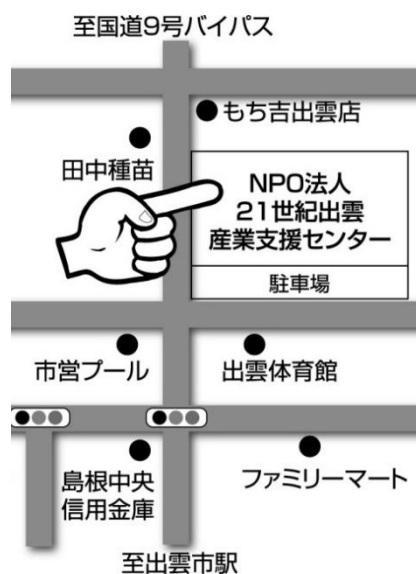 至国道9号バイパス
もち吉出雲店
田中種苗
NPO法人
21世紀出雲
産業支援センター
駐車場
市営プール
出雲体育館
島根中央
信用金庫
ファミリーマート
至出雲市駅